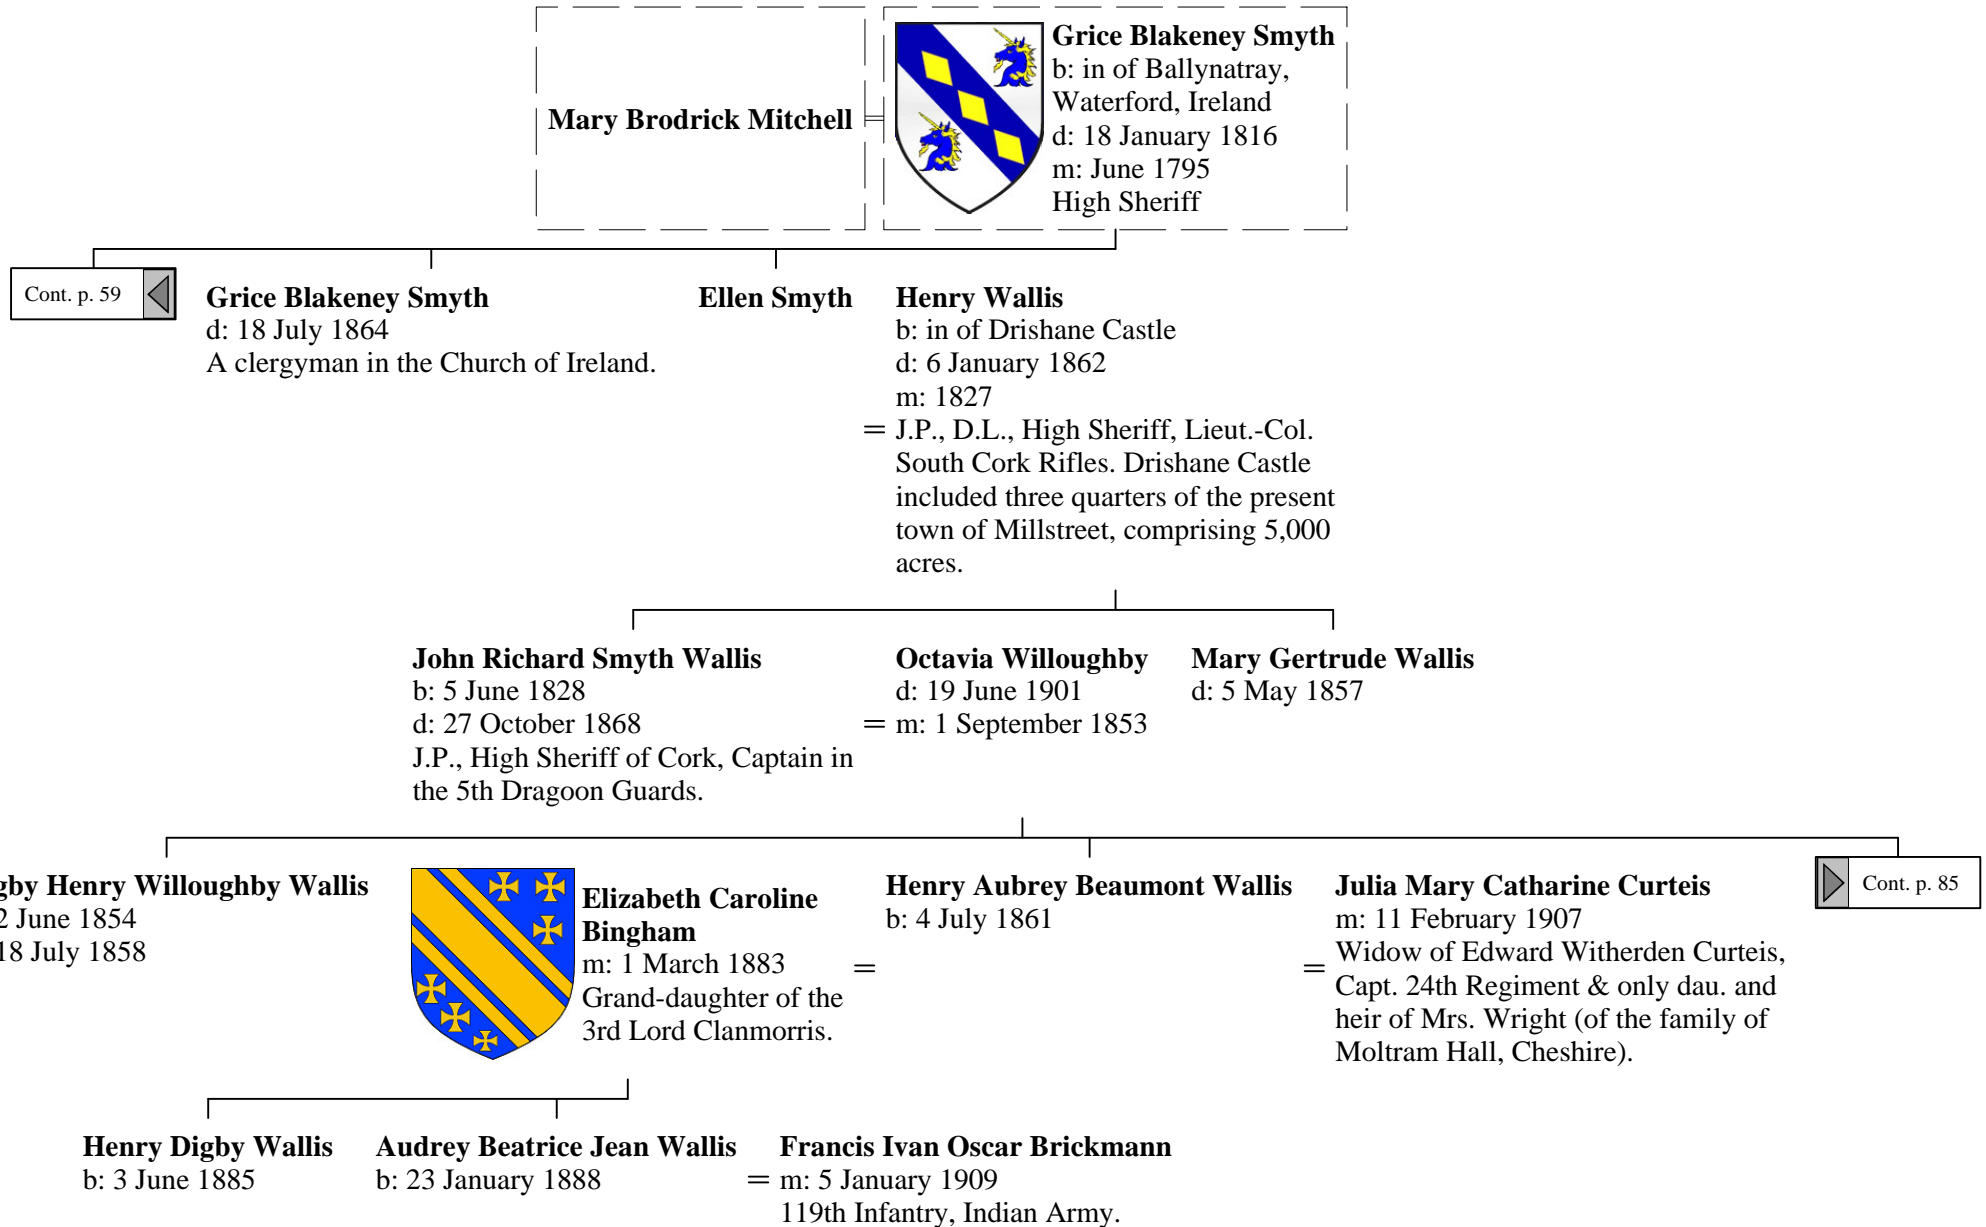 Mary Brodrick Mitchell
Grice Blakeney Smyth
b: in of Ballynatray,
Waterford, Ireland
d: 18 January 1816
m: June 1795
High Sheriff
Cont. p. 59
Grice Blakeney Smyth
d: 18 July 1864
A clergyman in the Church of Ireland.
Ellen Smyth
=
Henry Wallis
b: in of Drishane Castle
d: 6 January 1862
m: 1827
J.P., D.L., High Sheriff, Lieut.-Col.
South Cork Rifles. Drishane Castle
included three quarters of the present
town of Millstreet, comprising 5,000
acres.
John Richard Smyth Wallis
b: 5 June 1828
d: 27 October 1868
J.P., High Sheriff of Cork, Captain in
the 5th Dragoon Guards.
=
Octavia Willoughby
d: 19 June 1901
m: 1 September 1853
Mary Gertrude Wallis
d: 5 May 1857
gby Henry Willoughby Wallis
2 June 1854
18 July 1858
Elizabeth Caroline
Bingham
m: 1 March 1883
Grand-daughter of the
3rd Lord Clanmorris.
=
Henry Aubrey Beaumont Wallis
b: 4 July 1861
=
Julia Mary Catharine Curteis
m: 11 February 1907
Widow of Edward Witherden Curteis,
Capt. 24th Regiment & only dau. and
heir of Mrs. Wright (of the family of
Moltram Hall, Cheshire).
Cont. p. 85
Henry Digby Wallis
b: 3 June 1885
Audrey Beatrice Jean Wallis
b: 23 January 1888
=
Francis Ivan Oscar Brickmann
m: 5 January 1909
119th Infantry, Indian Army.